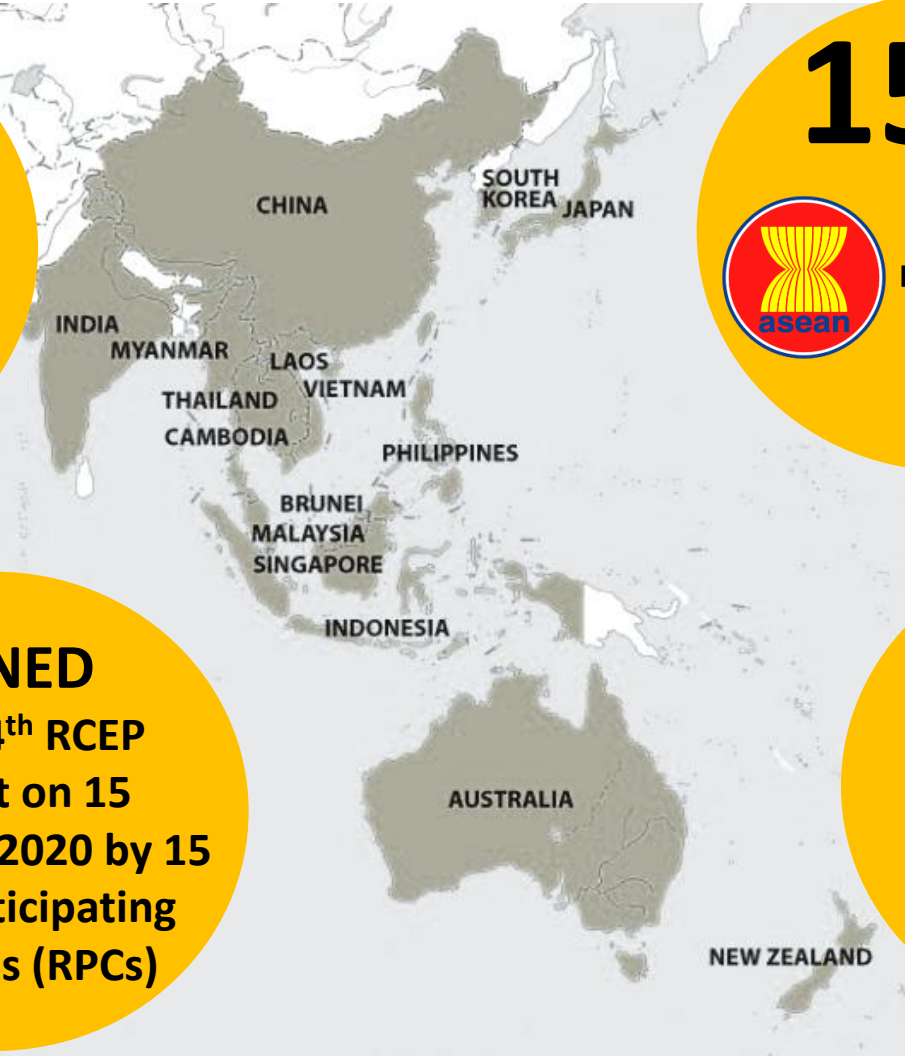 15
SOUTH
KOREA
JAPAN
CHINA
asean
INDIA
MYANMAR
LAOS
VIETNAM
THAILAND
CAMBODIA
PHILIPPINES
BRUNEI
MALAYSIA
SINGAPORE
INDONESIA
NED
4th RCEP
t on 15
2020 by 15
ticipating
s (RPCs)
AUSTRALIA
NEW ZEALAND